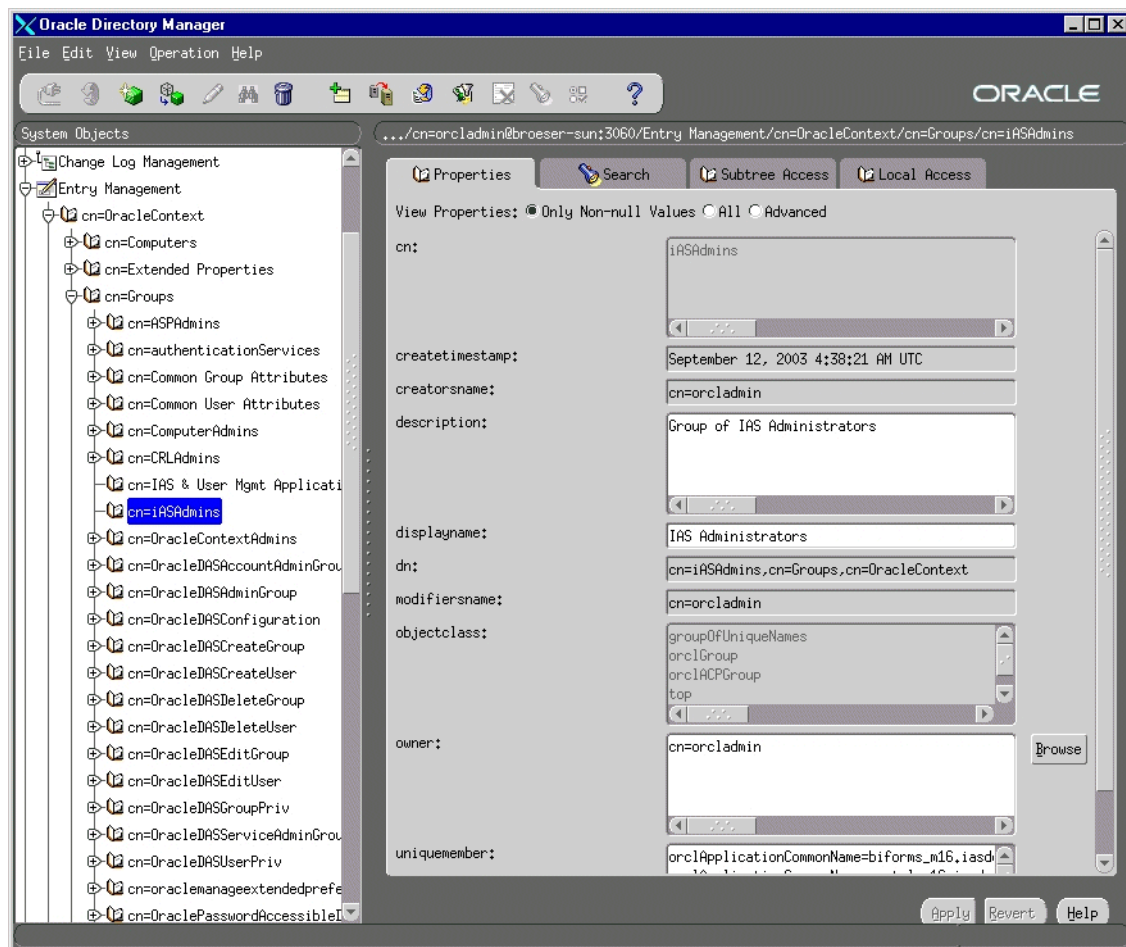 Oracle Directory Manager
File Edit View Operation Help
ORACLE
System Objects
.../cn=orcladmin@broeser-sun:3060/Entry Management/cn=OracleContext/cn=Groups/cn=iASAdmins
Change Log Management
Entry Management
cn=OracleContext
cn=Computers
cn=Extended Properties
cn=Groups
cn=ASPAdmins
cn=authenticationServices
cn=Common Group Attributes
cn=Common User Attributes
cn=ComputerAdmins
cn=CRLAdmins
cn=IAS & User Mgmt Applicati
cn=iASAdmins
cn=OracleContextAdmins
cn=OracleDASAccountAdminGrou
cn=OracleDASAdminGroup
cn=OracleDASConfiguration
cn=OracleDASCreateGroup
cn=OracleDASCreateUser
cn=OracleDASDeleteGroup
cn=OracleDASDeleteUser
cn=OracleDASEditGroup
cn=OracleDASEditUser
cn=OracleDASGroupPriv
cn=OracleDASServiceAdminGrou
cn=OracleDASUserPriv
cn=oraclemanageextendedprefe
cn=OraclePasswordAccessibleD
Properties Search Subtree Access Local Access
View Properties: Only Non-null Values All Advanced
cn: iASAdmins
createtimestamp: September 12, 2003 4:38:21 AM UTC
creatorsname: cn=orcladmin
description: Group of IAS Administrators
displayname: IAS Administrators
dn: cn=iASAdmins,cn=Groups,cn=OracleContext
modifiersname: cn=orcladmin
objectclass: groupOfUniqueNames
orclGroup
orclACPGroup
top
owner: cn=orcladmin
Browse
uniquemember: orclApplicationCommonName=biforms_m16.iasd
Apply Revert Help